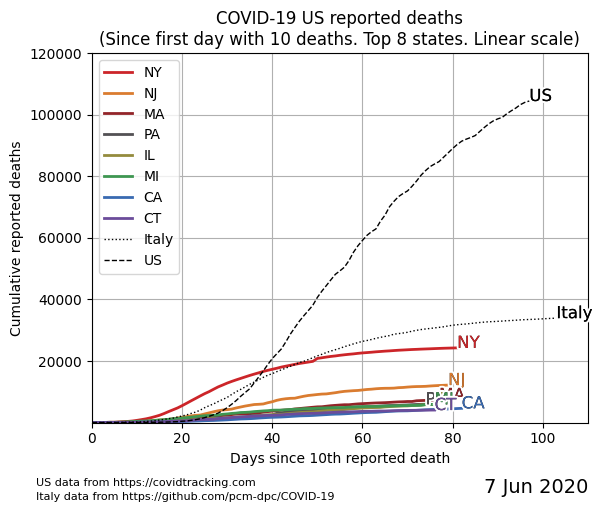 COVID-19 US reported deaths
(Since first day with 10 deaths. Top 8 states. Linear scale)
120000
100000
80000
60000
40000
20000
Cumulative reported deaths
NY
NJ
MA
PA
IL
MI
CA
CT
Italy
US
US
Italy
NY
NJ
CT
CA
0
20
40
60
80
100
Days since 10th reported death
US data from https://covidtracking.com
Italy data from https://github.com/pcm-dpc/COVID-19
7 Jun 2020